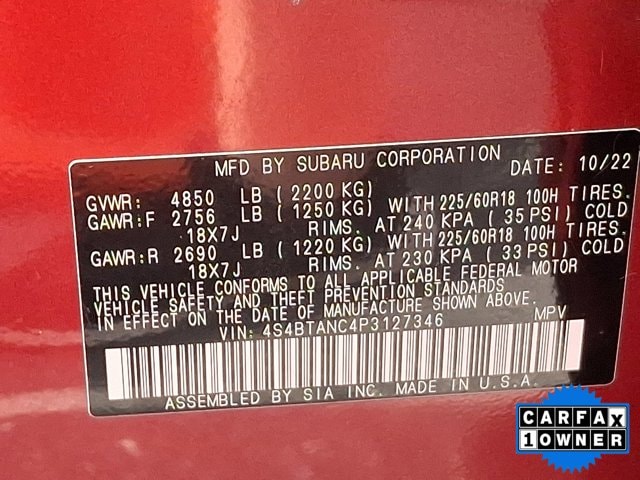 MFD BY SUBARU CORPORATION DATE: 10/22
GVWR: 4850 LB ( 2200 KG)
GAWR:F 2756 LB ( 1250 KG) WITH 225/60R18 100H TIRES.
18X7J RIMS. AT 240 KPA ( 35 PSI) COLD
GAWR:R 2690 LB ( 1220 KG) WITH 225/60R18 100H TIRES.
18X7J RIMS. AT 230 KPA ( 33 PSI) COLD
THIS VEHICLE CONFORMS TO ALL APPLICABLE FEDERAL MOTOR
VEHICLE SAFETY AND THEFT PREVENTION STANDARDS
IN EFFECT ON THE DATE OF MANUFACTURE SHOWN ABOVE.
VIN: 4S4BTANC4P3127346 MPV
ASSEMBLED BY SIA INC. MADE IN U.S.A.
CARFAX
1 OWNER